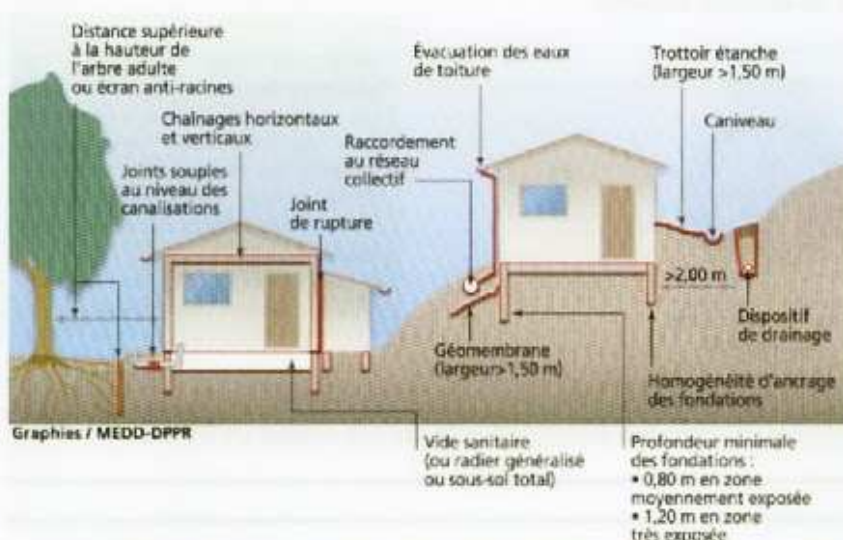 Distance supérieure
à la hauteur de
l'arbre adulte
ou écran anti-racines
Chaînages horizontaux
et verticaux
Joints souples
au niveau des
canalisations
Joint
de rupture
Évacuation des eaux
de toiture
Raccordement
au réseau
collectif
Trottoir étanche
(largeur >1,50 m)
Caniveau
>2,00 m
Dispositif
de drainage
Géomembrane
(largeur>1,50 m)
Homogénéité d'ancrage
des fondations
Graphies / MEDD-DPPR
Vide sanitaire
(ou radier généralisé
ou sous-sol total)
Profondeur minimale
des fondations :
• 0,80 m en zone
moyennement exposée
• 1,20 m en zone
très exposée